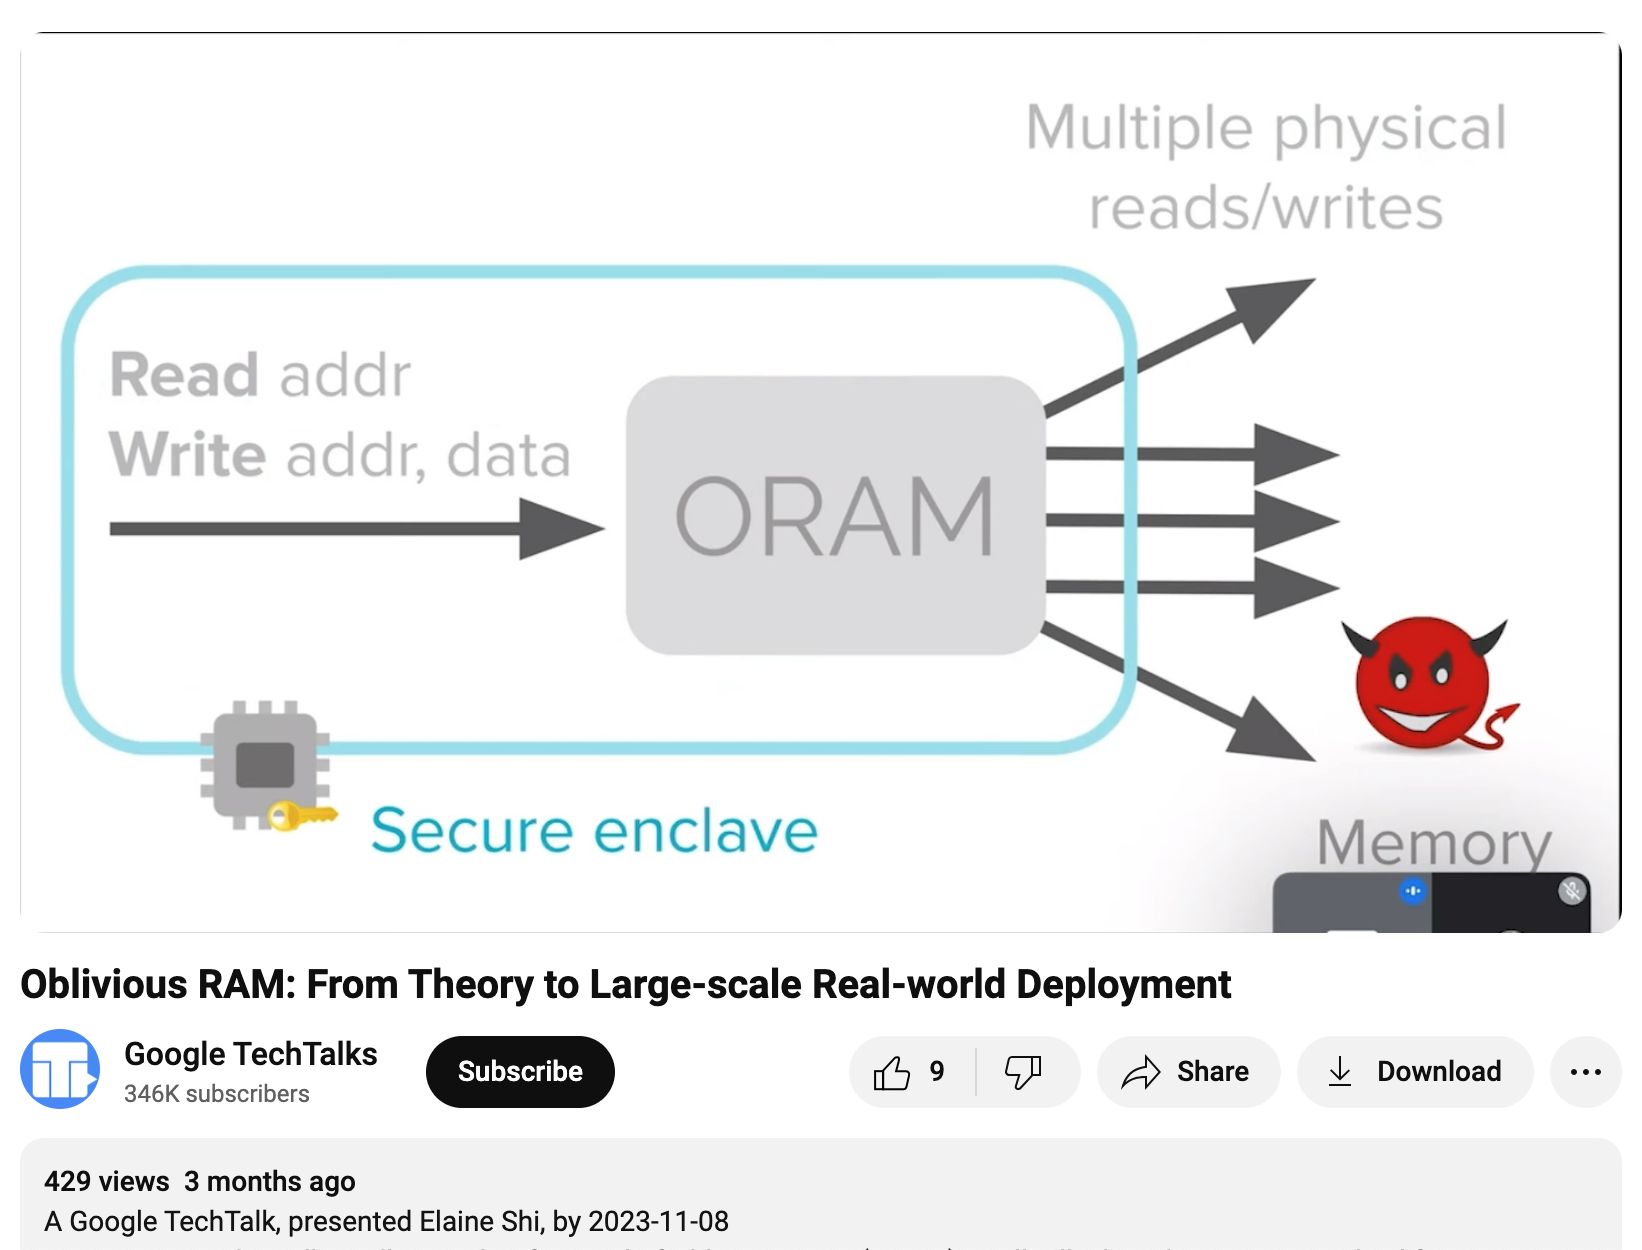 Multiple physical
reads/writes
Read addr
Write addr, data
ORAM
Secure enclave
Memory
Oblivious RAM: From Theory to Large-scale Real-world Deployment
Google TechTalks
346K subscribers
Subscribe
9
Share
Download
429 views 3 months ago
A Google TechTalk, presented Elaine Shi, by 2023-11-08